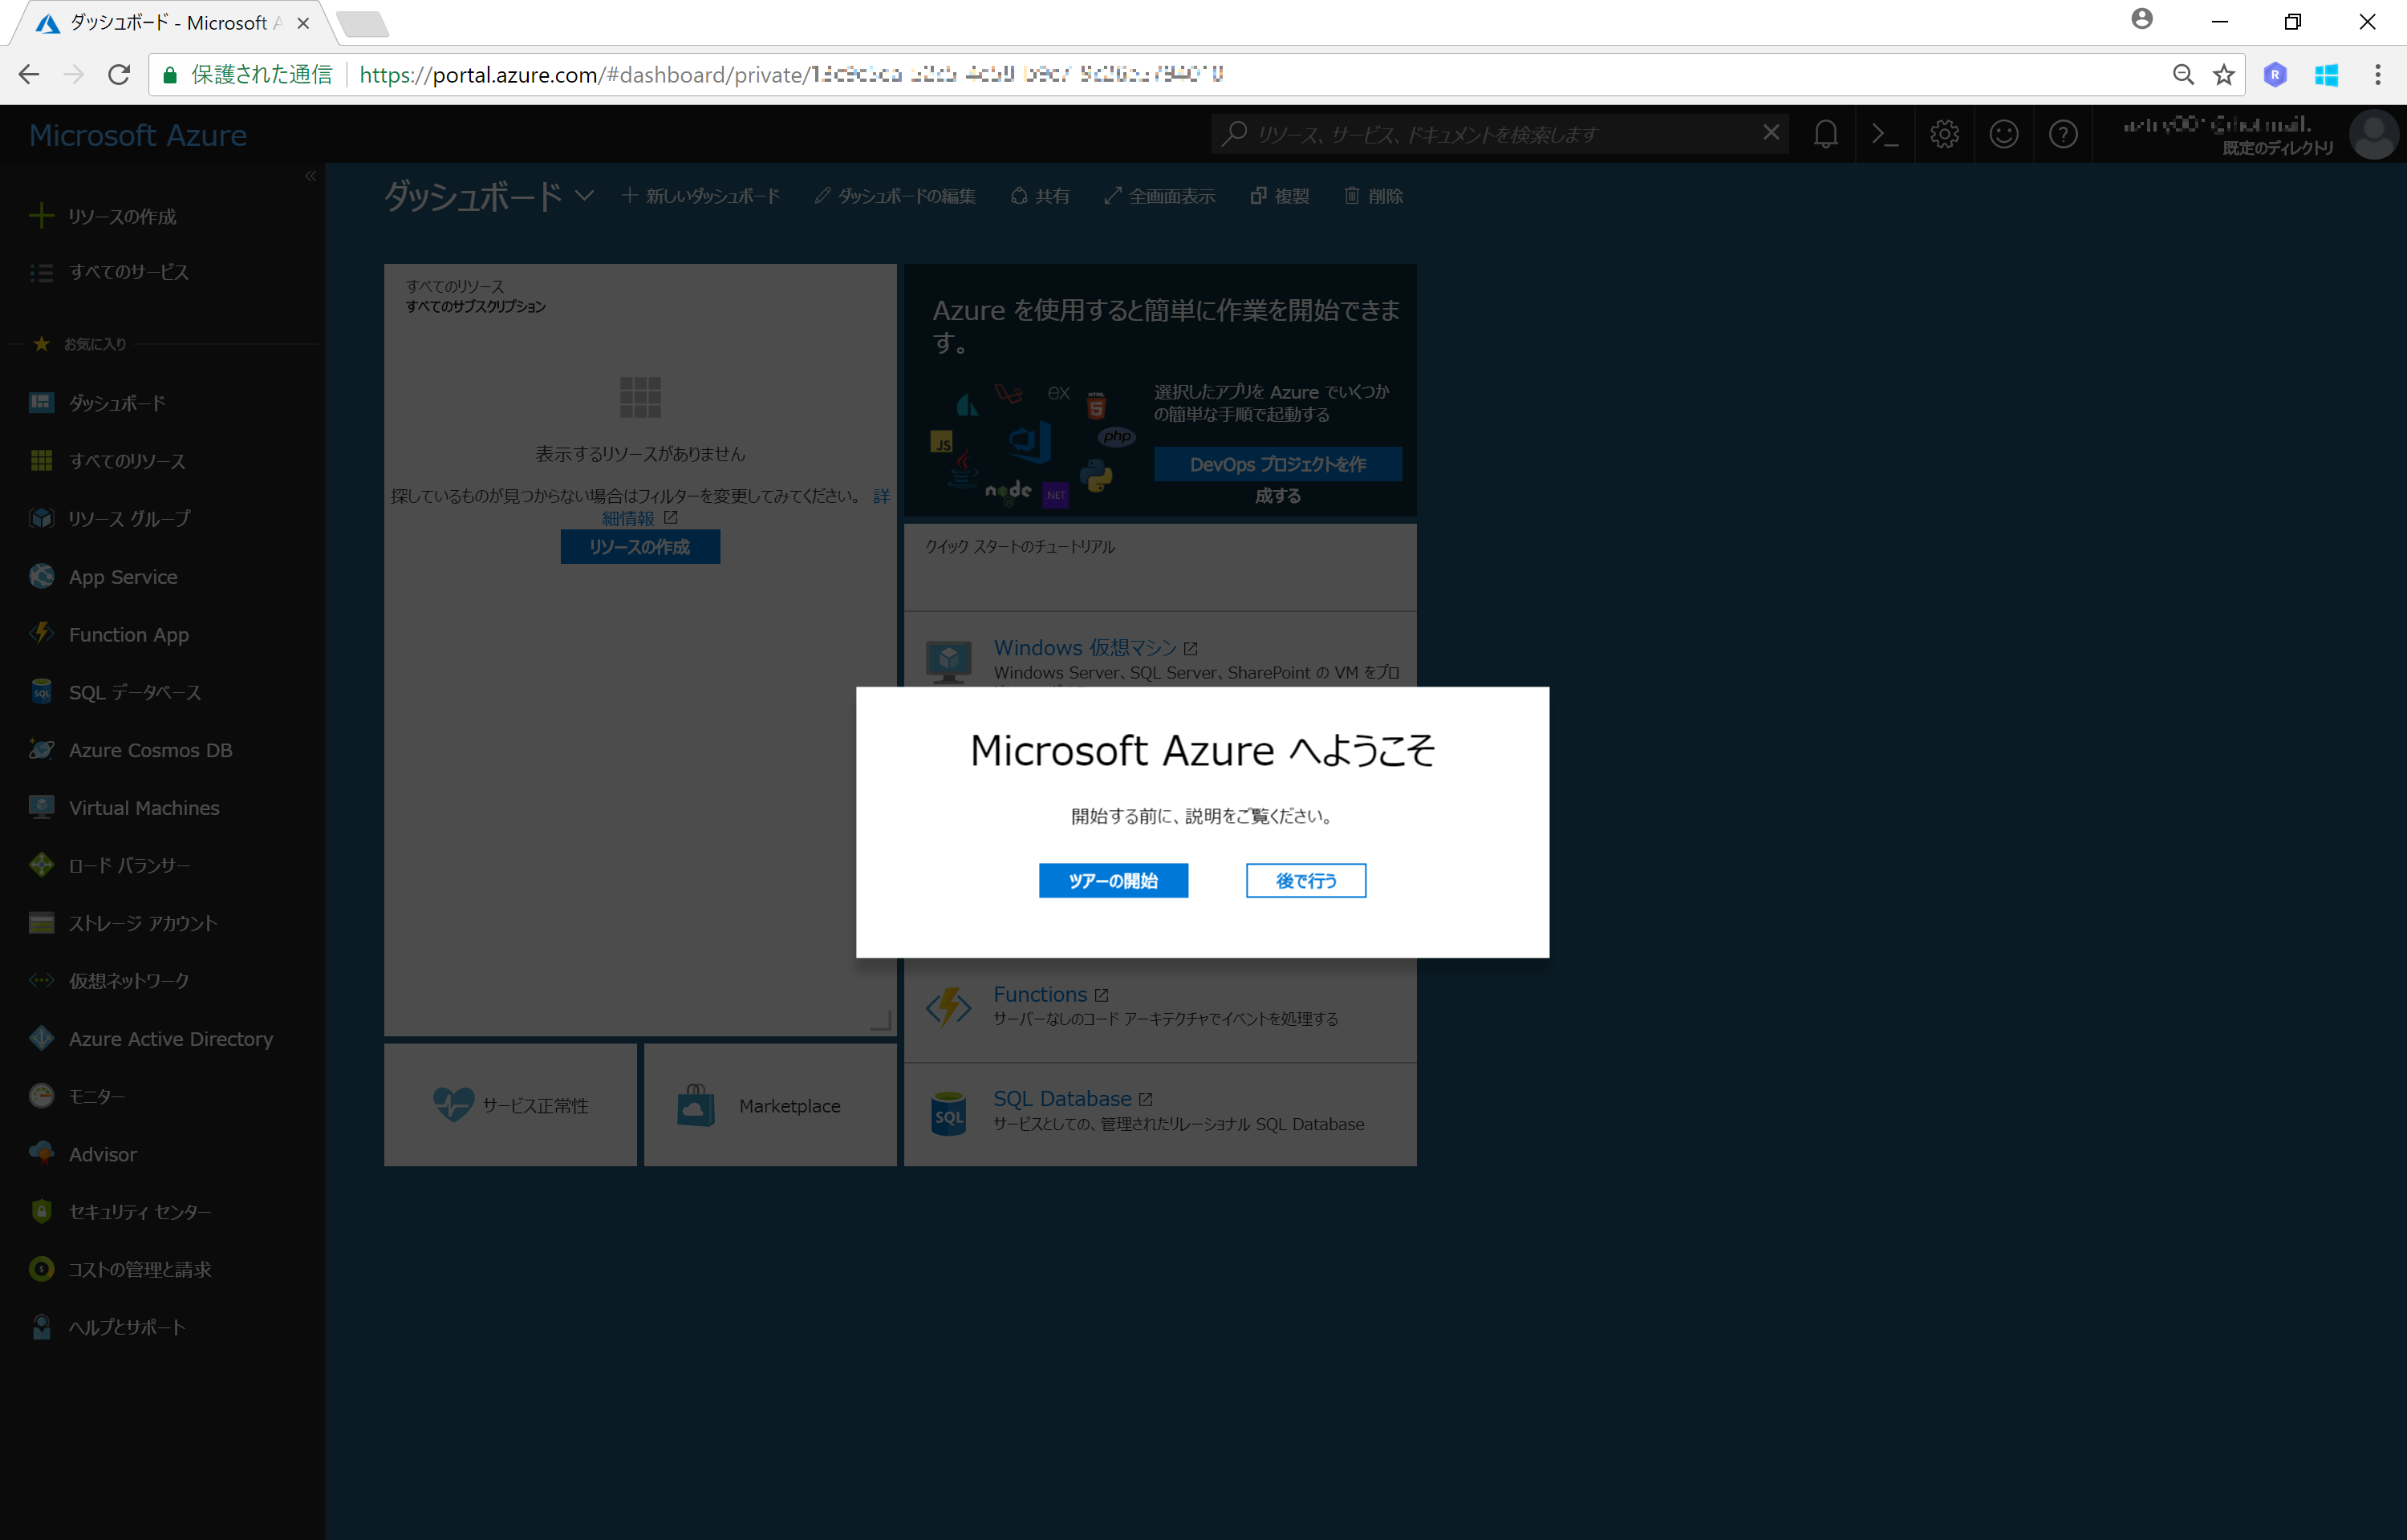 ダッシュボード - Microsoft A
保護された通信
https://portal.azure.com/#dashboard/private/
Microsoft Azure
リソース、サービス、ドキュメントを検索します
既定のディレクトリ
リソースの作成
すべてのサービス
お気に入り
ダッシュボード
すべてのリソース
リソース グループ
App Service
Function App
SQL データベース
Azure Cosmos DB
Virtual Machines
ロード バランサー
ストレージ アカウント
仮想ネットワーク
Azure Active Directory
モニター
Advisor
セキュリティ センター
コストの管理と請求
ヘルプとサポート
ダッシュボード
新しいダッシュボード
ダッシュボードの編集
共有
全画面表示
複製
削除
すべてのリソース
すべてのサブスクリプション
表示するリソースがありません
探しているものが見つからない場合はフィルターを変更してみてください。 詳
細情報
リソースの作成
サービス正常性
Marketplace
Azure を使用すると簡単に作業を開始できま
す。
ex
HTML
5
JS
php
node
.NET
選択したアプリを Azure でいくつか
の簡単な手順で起動する
DevOps プロジェクトを作
成する
クイック スタートのチュートリアル
Windows 仮想マシン
Windows Server、SQL Server、SharePoint の VM をプロ
Microsoft Azure へようこそ
開始する前に、説明をご覧ください。
ツアーの開始
後で行う
Functions
サーバーなしのコード アーキテクチャでイベントを処理する
SQL
SQL Database
サービスとしての、管理されたリレーショナル SQL Database